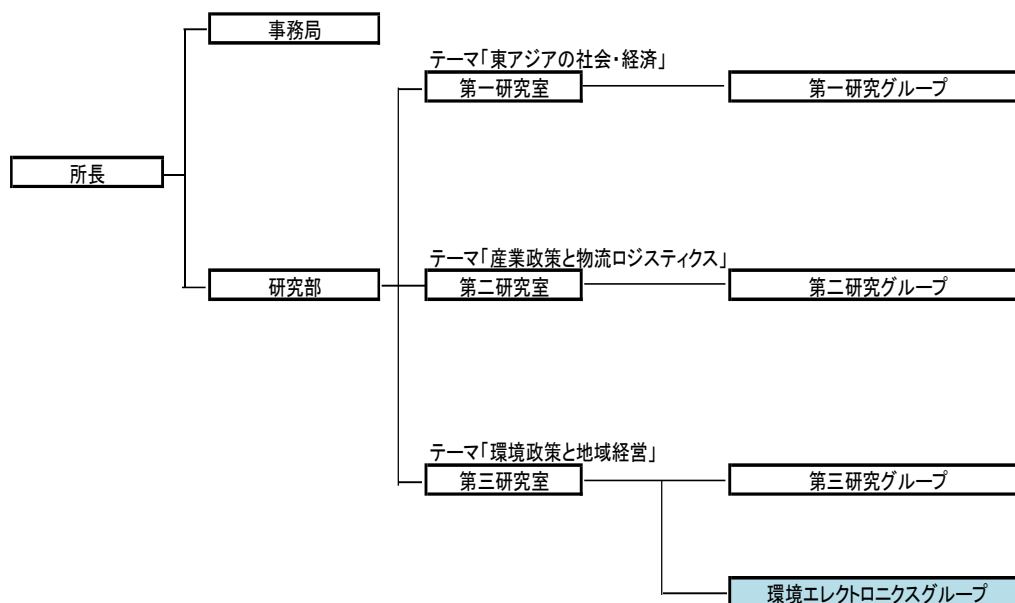 事務局
テーマ「東アジアの社会・経済」
第一研究室
第一研究グループ
所長
テーマ「産業政策と物流ロジスティクス」
研究部
第二研究室
第二研究グループ
テーマ「環境政策と地域経営」
第三研究室
第三研究グループ
環境エレクトロニクスグループ